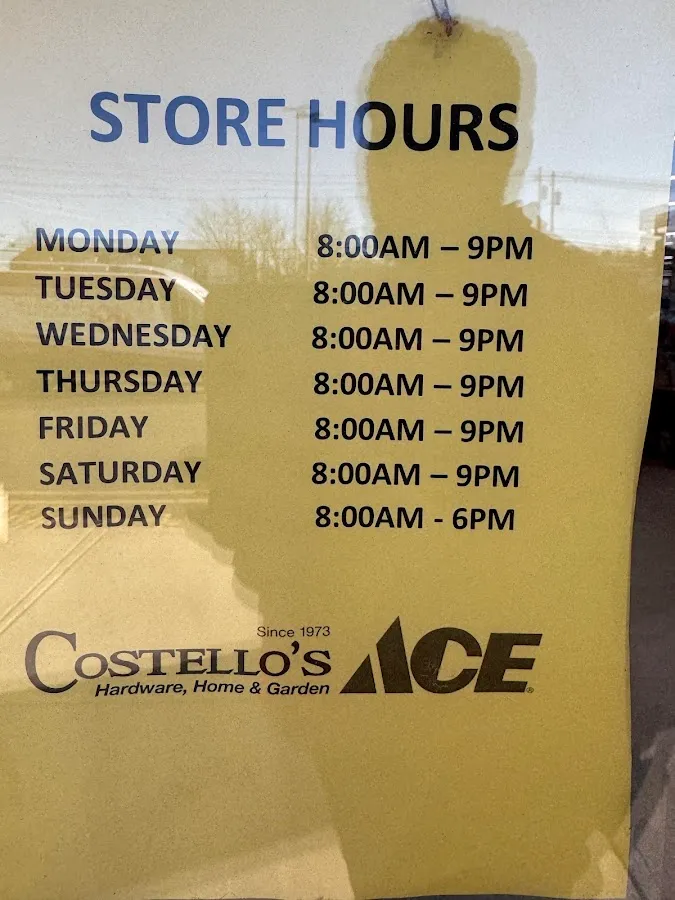 STORE HOURS
MONDAY 8:00AM – 9PM
TUESDAY 8:00AM – 9PM
WEDNESDAY 8:00AM – 9PM
THURSDAY 8:00AM – 9PM
FRIDAY 8:00AM – 9PM
SATURDAY 8:00AM – 9PM
SUNDAY 8:00AM - 6PM
Since 1973
COSTELLO'S ACE®
Hardware, Home & Garden